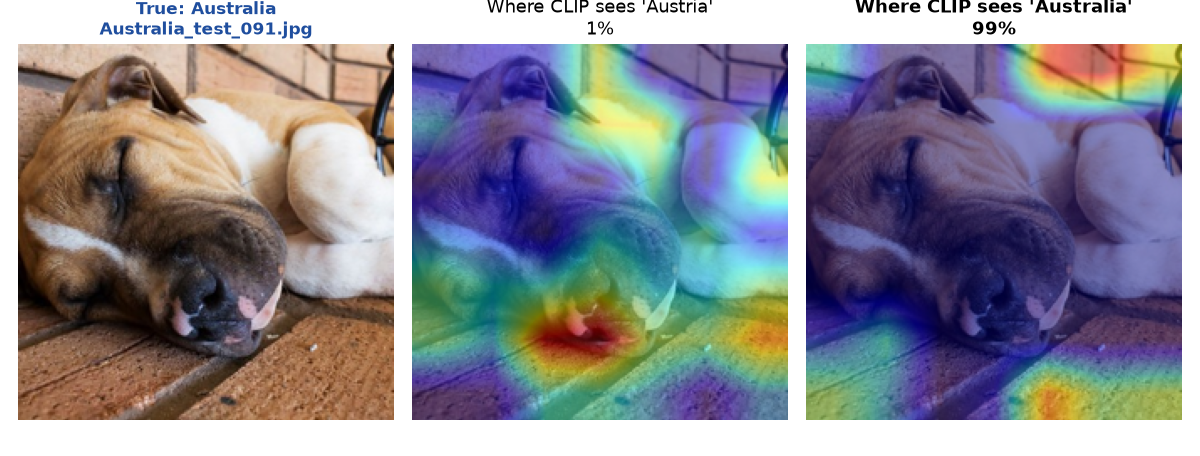 True: Australia
Australia_test_091.jpg
Where CLIP sees 'Austria'
1%
Where CLIP sees 'Australia'
99%